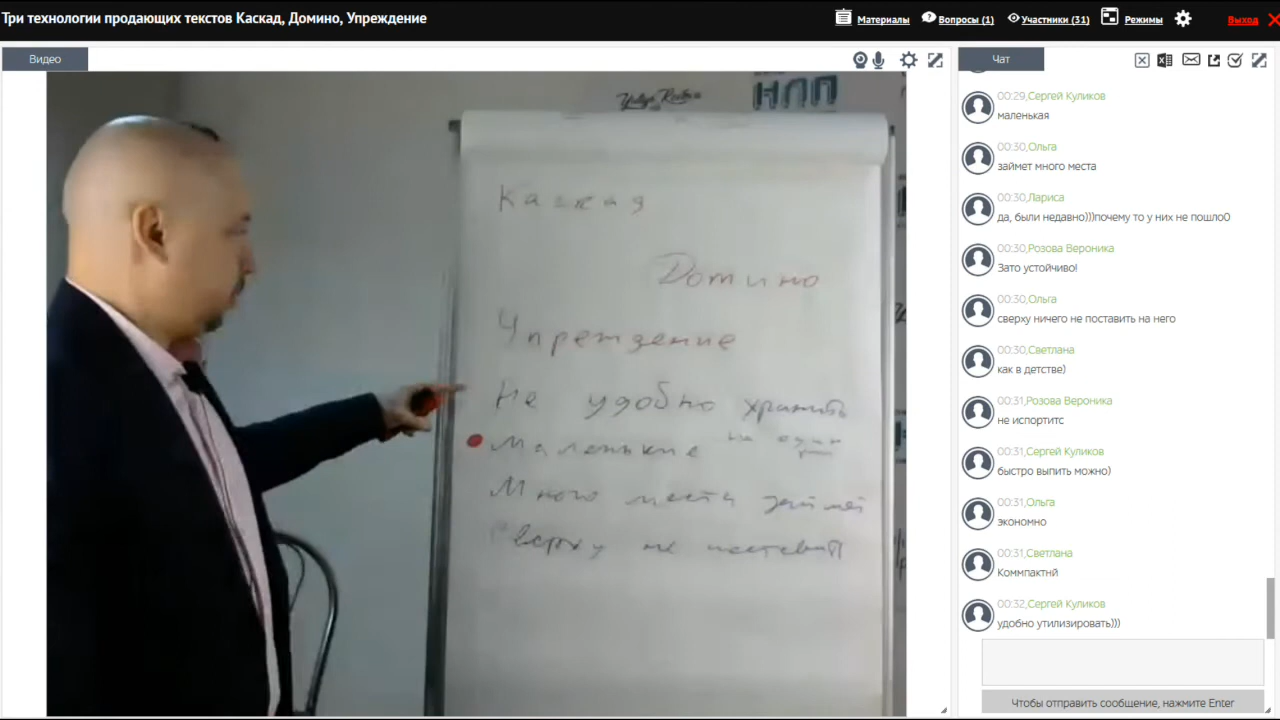 Три технологии продающих текстов Каскад, Домино, Упреждение
Материалы
Вопросы (1)
Участники (31)
Режимы
Выход
Видео
НЛП
Каскад
Домино
Упреждение
Не удобно хранить
Маленькие на один
Много места займёт
Сверху не поставить
Чат
00:29, Сергей Куликов
маленькая
00:30, Ольга
займет много места
00:30, Лариса
да, были недавно)))почему то у них не пошло0
00:30, Розова Вероника
Зато устойчиво!
00:30, Ольга
сверху ничего не поставить на него
00:30, Светлана
как в детстве)
00:31, Розова Вероника
не испортитс
00:31, Сергей Куликов
быстро выпить можно)
00:31, Ольга
экономно
00:31, Светлана
Коммпактнй
00:32, Сергей Куликов
удобно утилизировать)))
Чтобы отправить сообщение, нажмите Enter